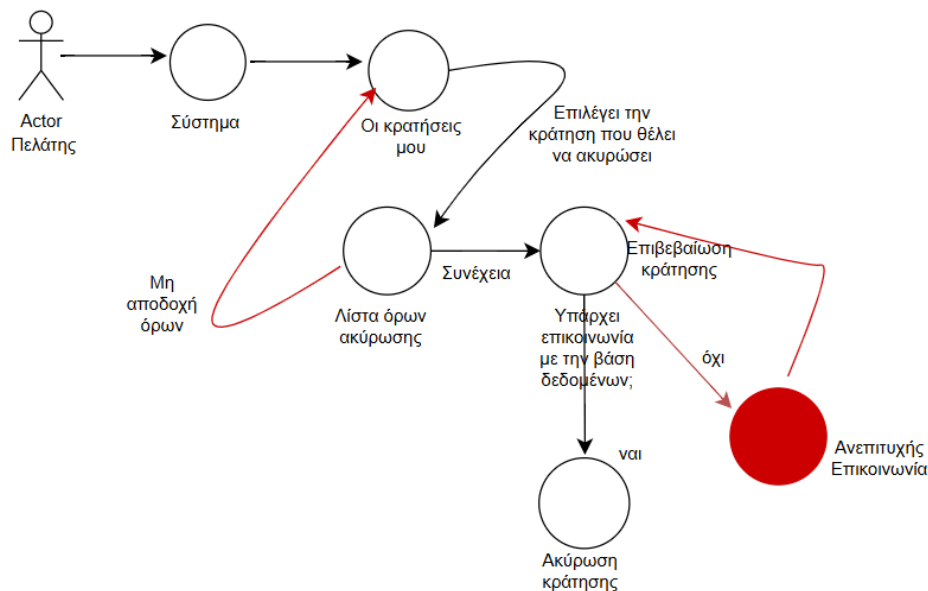 Actor
Πελάτης
Σύστημα
Οι κρατήσεις
μου
Επιλέγει την
κράτηση που θέλει
να ακυρώσει
Μη
αποδοχή
όρων
Λίστα όρων
ακύρωσης
Συνέχεια
Επιβεβαίωση
κράτησης
Υπάρχει
επικοινωνία
με την βάση
δεδομένων;
όχι
Ανεπιτυχής
Επικοινωνία
ναι
Ακύρωση
κράτησης